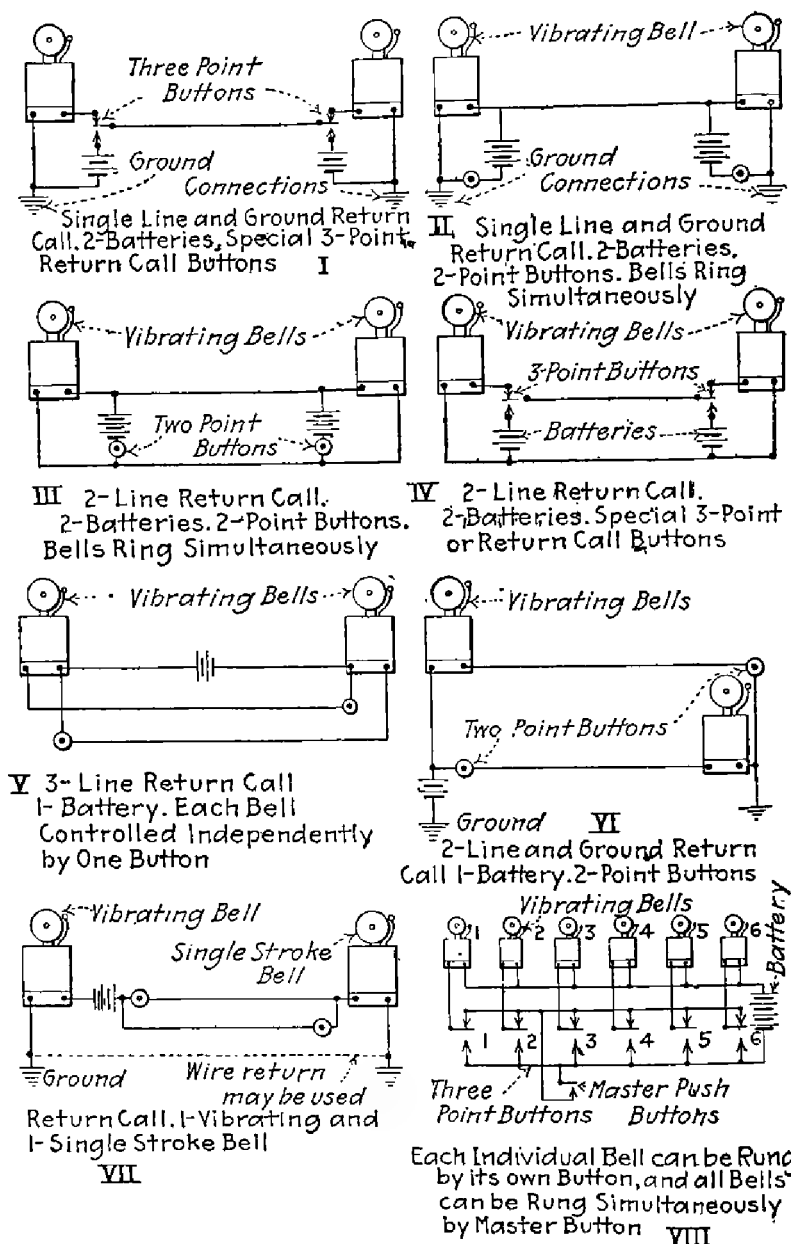 Three Point
Buttons
Ground
Connections
Single Line and Ground Return
Call. 2-Batteries, Special 3-Point
Return Call Buttons I
Vibrating Bell
Ground
Connections
II Single Line and Ground
Return Call. 2-Batteries.
2-Point Buttons. Bells Ring
Simultaneously
Vibrating Bells
Two Point
Buttons
III 2-Line Return Call.
2-Batteries. 2-Point Buttons.
Bells Ring Simultaneously
Vibrating Bells
3-Point Buttons
Batteries
IV 2-Line Return Call.
2-Batteries. Special 3-Point
or Return Call Buttons
Vibrating Bells
V 3-Line Return Call
1-Battery. Each Bell
Controlled Independently
by One Button
Vibrating Bells
Two Point Buttons
Ground VI
2-Line and Ground Return
Call 1-Battery. 2-Point Buttons
Vibrating Bell
Single Stroke
Bell
Ground
Wire return
may be used
Return Call. 1-Vibrating and
1-Single Stroke Bell
VII
Vibrating Bells
1 2 3 4 5 6
Battery
1 2 3 4 5 6
Three
Point Buttons
Master Push
Buttons
Each Individual Bell can be Rung
by its own Button, and all Bells
can be Rung Simultaneously
by Master Button VIII